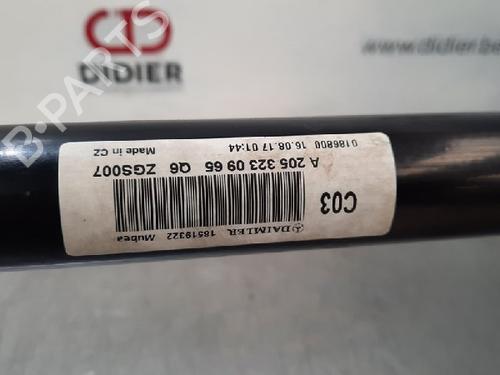 DIDIER
www.didier.be
B-PARTS
0186800 16.08.17 01:44
Made in CZ
A 205 323 09 65 Q6 ZGS007
C03
DAIMLER 18519322 Mubea